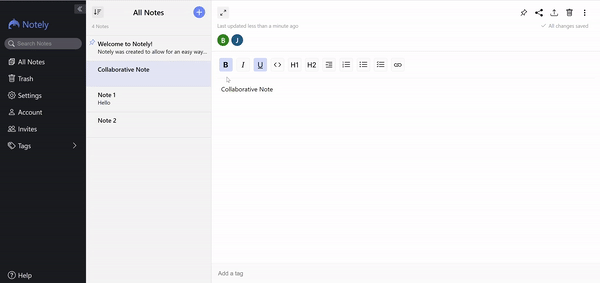 Notely
Search Notes
All Notes
Trash
Settings
Account
Invites
Tags
Help
All Notes
4 Notes
Welcome to Notely!
Notely was created to allow for an easy way...
Collaborative Note
Note 1
Hello
Note 2
Last updated less than a minute ago
All changes saved
B J
B I U <> H1 H2
Collaborative Note
Add a tag